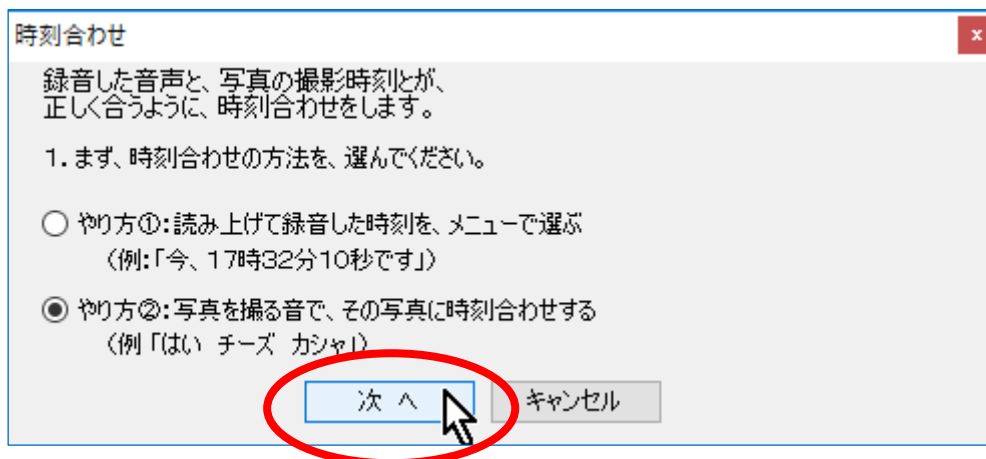 時刻合わせ
録音した音声と、写真の撮影時刻とが、
正しく合うように、時刻合わせをします。
1. まず、時刻合わせの方法を、選んでください。
やり方①:読み上げて録音した時刻を、メニューで選ぶ
(例:「今、17時32分10秒です」)
やり方②:写真を撮る音で、その写真に時刻合わせする
(例「はい チーズ カシャ」)
次 へ キャンセル